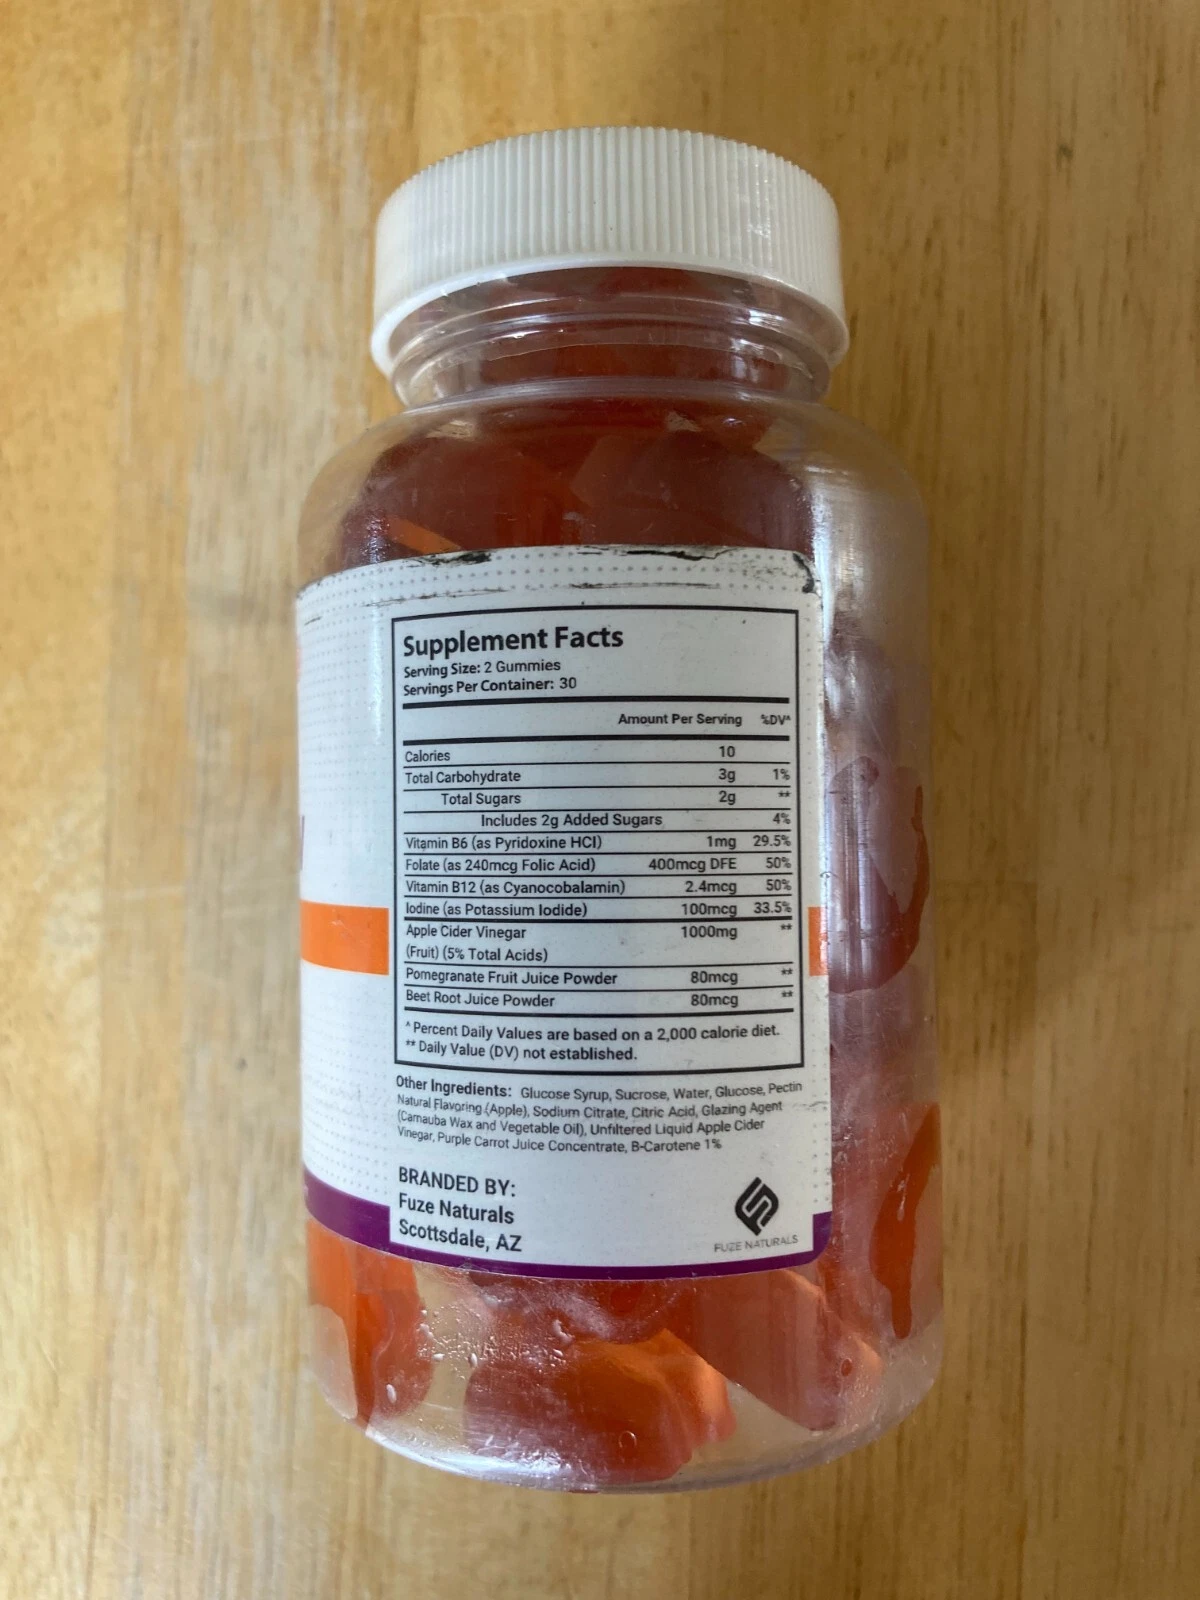 Supplement Facts
Serving Size: 2 Gummies
Servings Per Container: 30
Amount Per Serving %DV^
Calories 10
Total Carbohydrate 3g 1%
Total Sugars 2g **
Includes 2g Added Sugars 4%
Vitamin B6 (as Pyridoxine HCl) 1mg 29.5%
Folate (as 240mcg Folic Acid) 400mcg DFE 50%
Vitamin B12 (as Cyanocobalamin) 2.4mcg 50%
Iodine (as Potassium Iodide) 100mcg 33.5%
Apple Cider Vinegar 1000mg **
(Fruit) (5% Total Acids)
Pomegranate Fruit Juice Powder 80mcg **
Beet Root Juice Powder 80mcg **
^ Percent Daily Values are based on a 2,000 calorie diet.
** Daily Value (DV) not established.
Other Ingredients: Glucose Syrup, Sucrose, Water, Glucose, Pectin
Natural Flavoring (Apple), Sodium Citrate, Citric Acid, Glazing Agent
(Carnauba Wax and Vegetable Oil), Unfiltered Liquid Apple Cider
Vinegar, Purple Carrot Juice Concentrate, B-Carotene 1%
BRANDED BY:
Fuze Naturals
Scottsdale, AZ
FUZE NATURALS